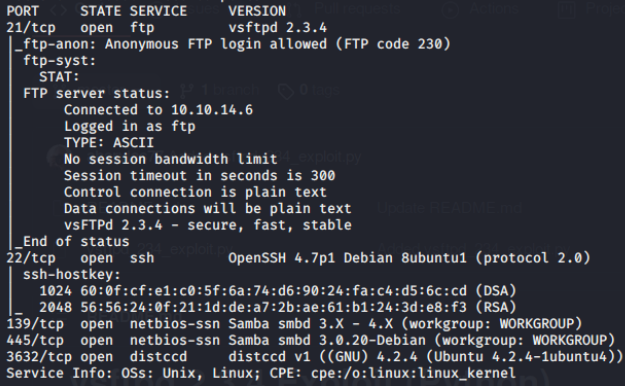 PORT     STATE SERVICE     VERSION
21/tcp   open  ftp         vsftpd 2.3.4
|_ftp-anon: Anonymous FTP login allowed (FTP code 230)
| ftp-syst:
|   STAT:
| FTP server status:
|      Connected to 10.10.14.6
|      Logged in as ftp
|      TYPE: ASCII
|      No session bandwidth limit
|      Session timeout in seconds is 300
|      Control connection is plain text
|      Data connections will be plain text
|      vsFTPd 2.3.4 - secure, fast, stable
|_End of status
22/tcp   open  ssh         OpenSSH 4.7p1 Debian 8ubuntu1 (protocol 2.0)
| ssh-hostkey:
|   1024 60:0f:cf:e1:c0:5f:6a:74:d6:90:24:fa:c4:d5:6c:cd (DSA)
|_  2048 56:56:24:0f:21:1d:de:a7:2b:ae:61:b1:24:3d:e8:f3 (RSA)
139/tcp  open  netbios-ssn Samba smbd 3.X - 4.X (workgroup: WORKGROUP)
445/tcp  open  netbios-ssn Samba smbd 3.0.20-Debian (workgroup: WORKGROUP)
3632/tcp open  distccd     distccd v1 ((GNU) 4.2.4 (Ubuntu 4.2.4-1ubuntu4))
Service Info: OSs: Unix, Linux; CPE: cpe:/o:linux:linux_kernel